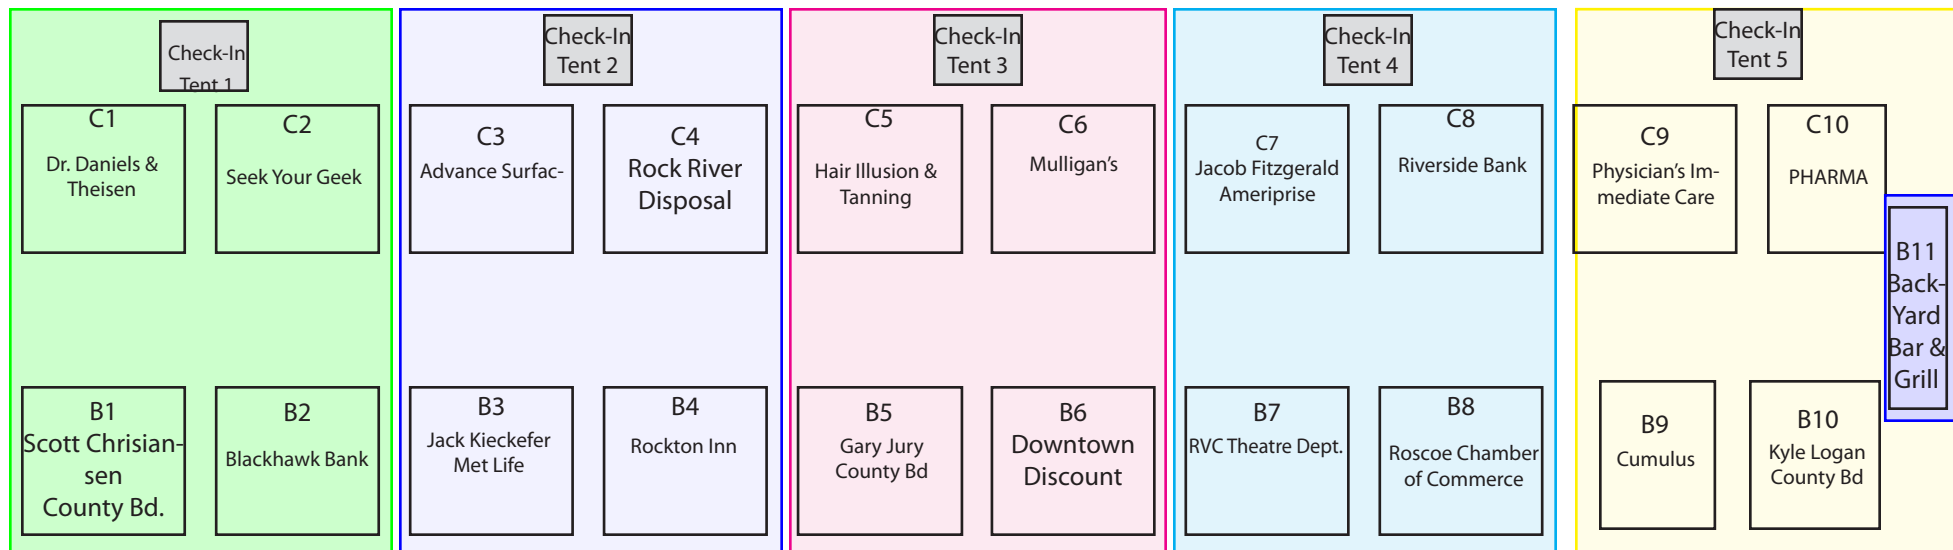 Check-In
Tent 1
Check-In
Tent 2
Check-In
Tent 3
Check-In
Tent 4
Check-In
Tent 5
C1
Dr. Daniels &
Theisen
C2
Seek Your Geek
C3
Advance Surfac-
C4
Rock River
Disposal
C5
Hair Illusion &
Tanning
C6
Mulligan's
C7
Jacob Fitzgerald
Ameriprise
C8
Riverside Bank
C9
Physician's Im-
mediate Care
C10
PHARMA
B11
Back-
Yard
Bar &
Grill
B1
Scott Chrisian-
sen
County Bd.
B2
Blackhawk Bank
B3
Jack Kieckefer
Met Life
B4
Rockton Inn
B5
Gary Jury
County Bd
B6
Downtown
Discount
B7
RVC Theatre Dept.
B8
Roscoe Chamber
of Commerce
B9
Cumulus
B10
Kyle Logan
County Bd